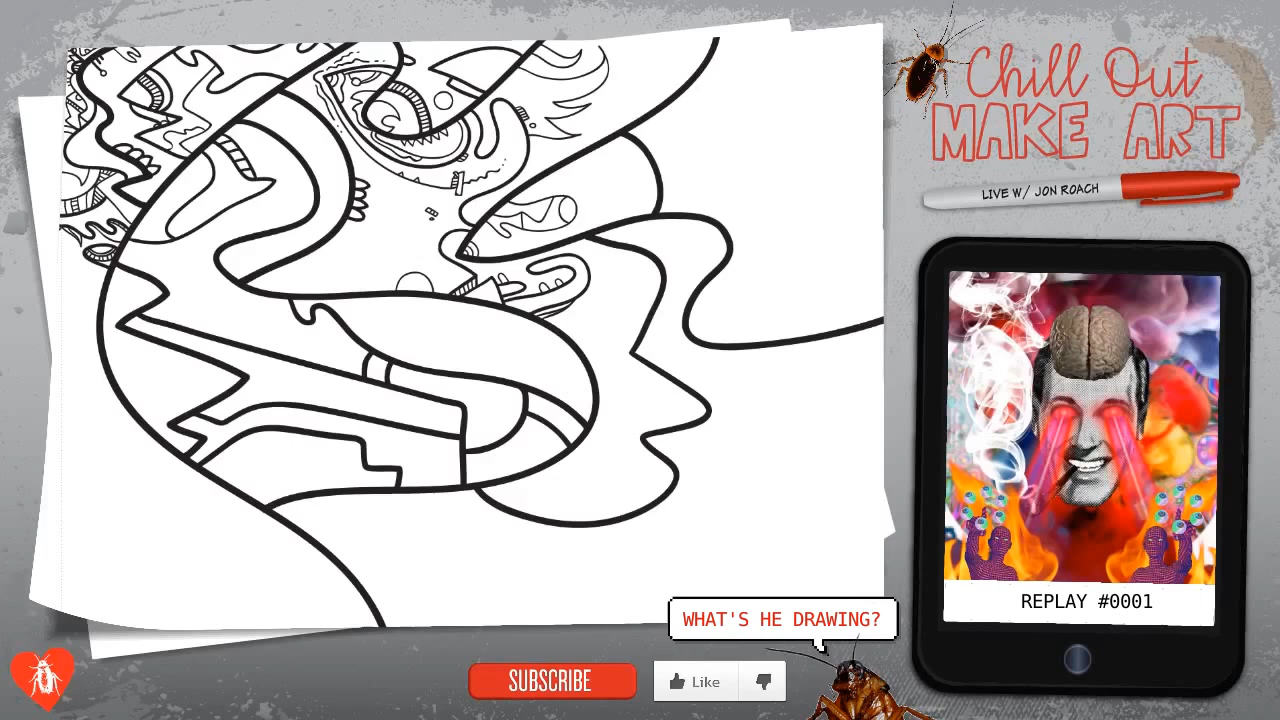 Chill Out
MAKE ART
LIVE W/ JON ROACH
REPLAY #0001
WHAT'S HE DRAWING?
SUBSCRIBE
Like